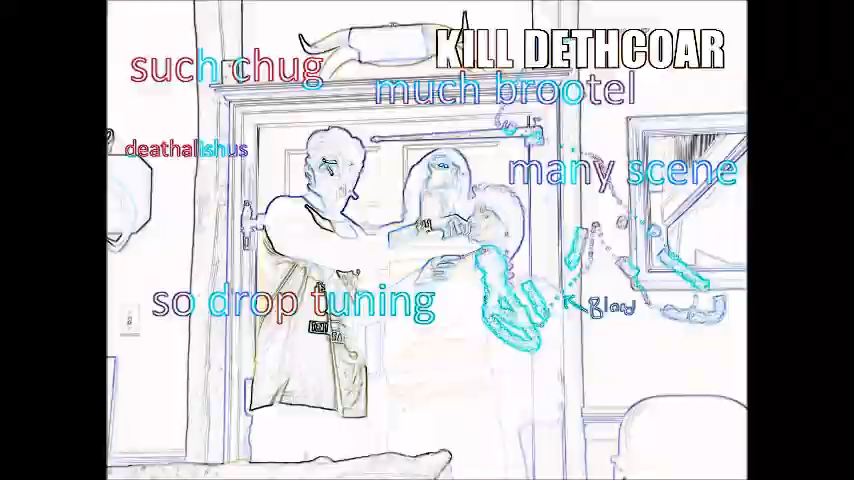 KILL DETHCOAR
such chug
much brootel
deathalishus
many scene
so drop tuning
Blood